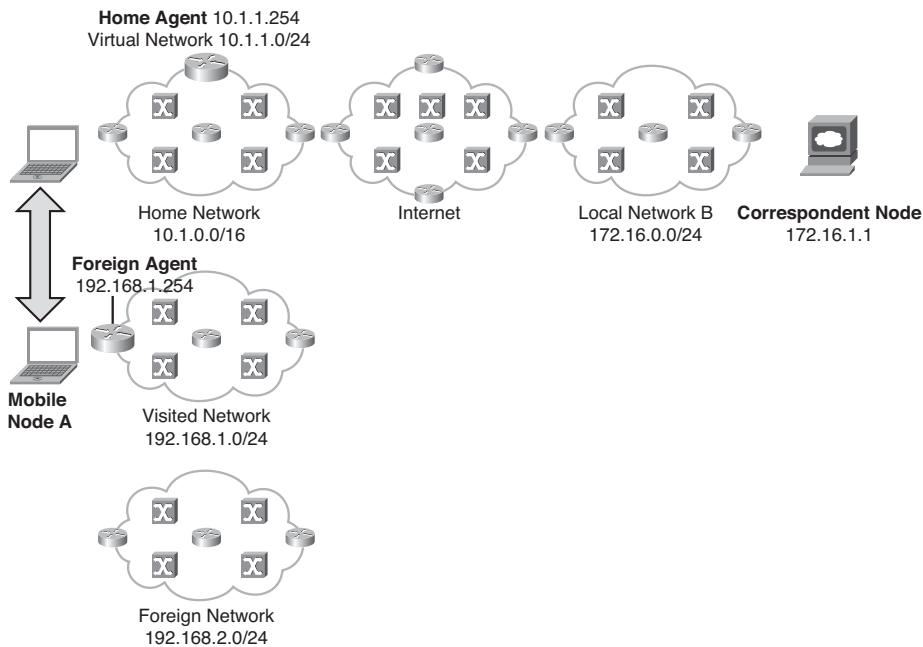 Home Agent 10.1.1.254
Virtual Network 10.1.1.0/24
Home Network
10.1.0.0/16
Internet
Local Network B
172.16.0.0/24
Correspondent Node
172.16.1.1
Foreign Agent
192.168.1.254
Mobile
Node A
Visited Network
192.168.1.0/24
Foreign Network
192.168.2.0/24